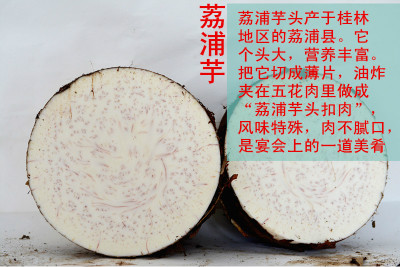 荔浦芋
荔浦芋头产于桂林
地区的荔浦县。它
个头大，营养丰富。
把它切成薄片，油炸
夹在五花肉里做成
“荔浦芋头扣肉”，
风味特殊，肉不腻口，
是宴会上的一道美肴